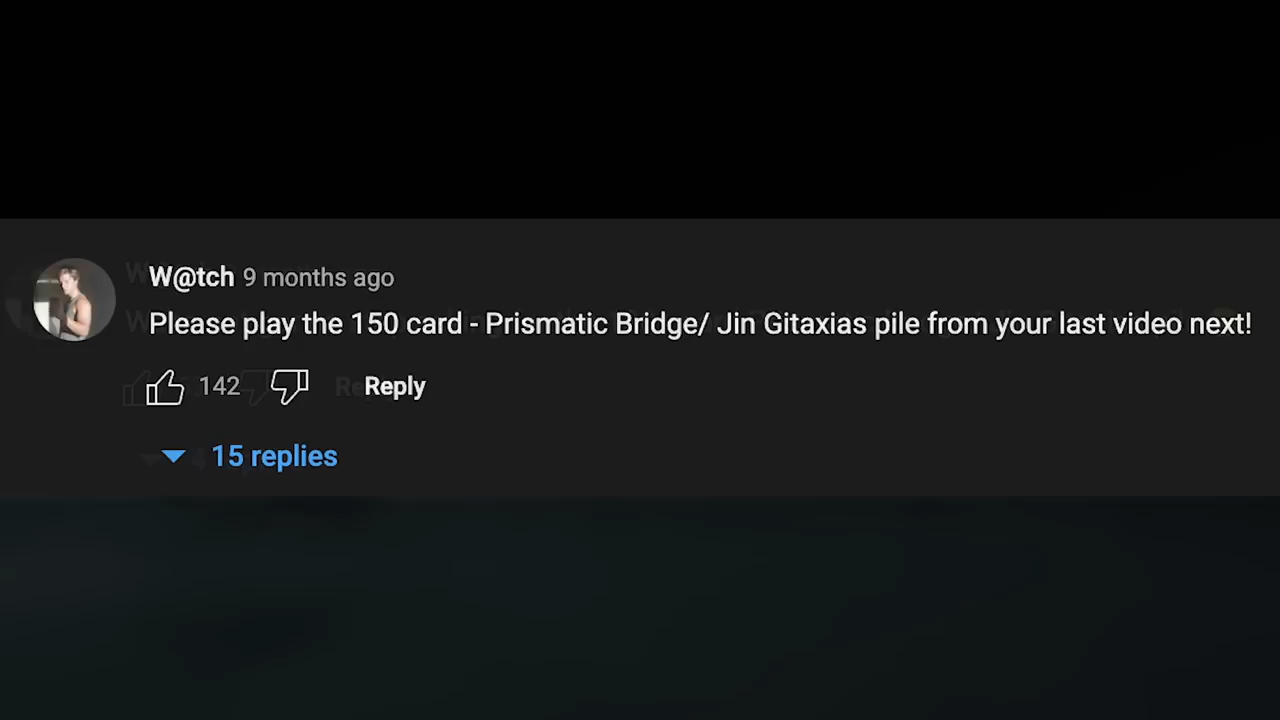 W@tch 9 months ago
Please play the 150 card - Prismatic Bridge/ Jin Gitaxias pile from your last video next!
142 Reply
15 replies